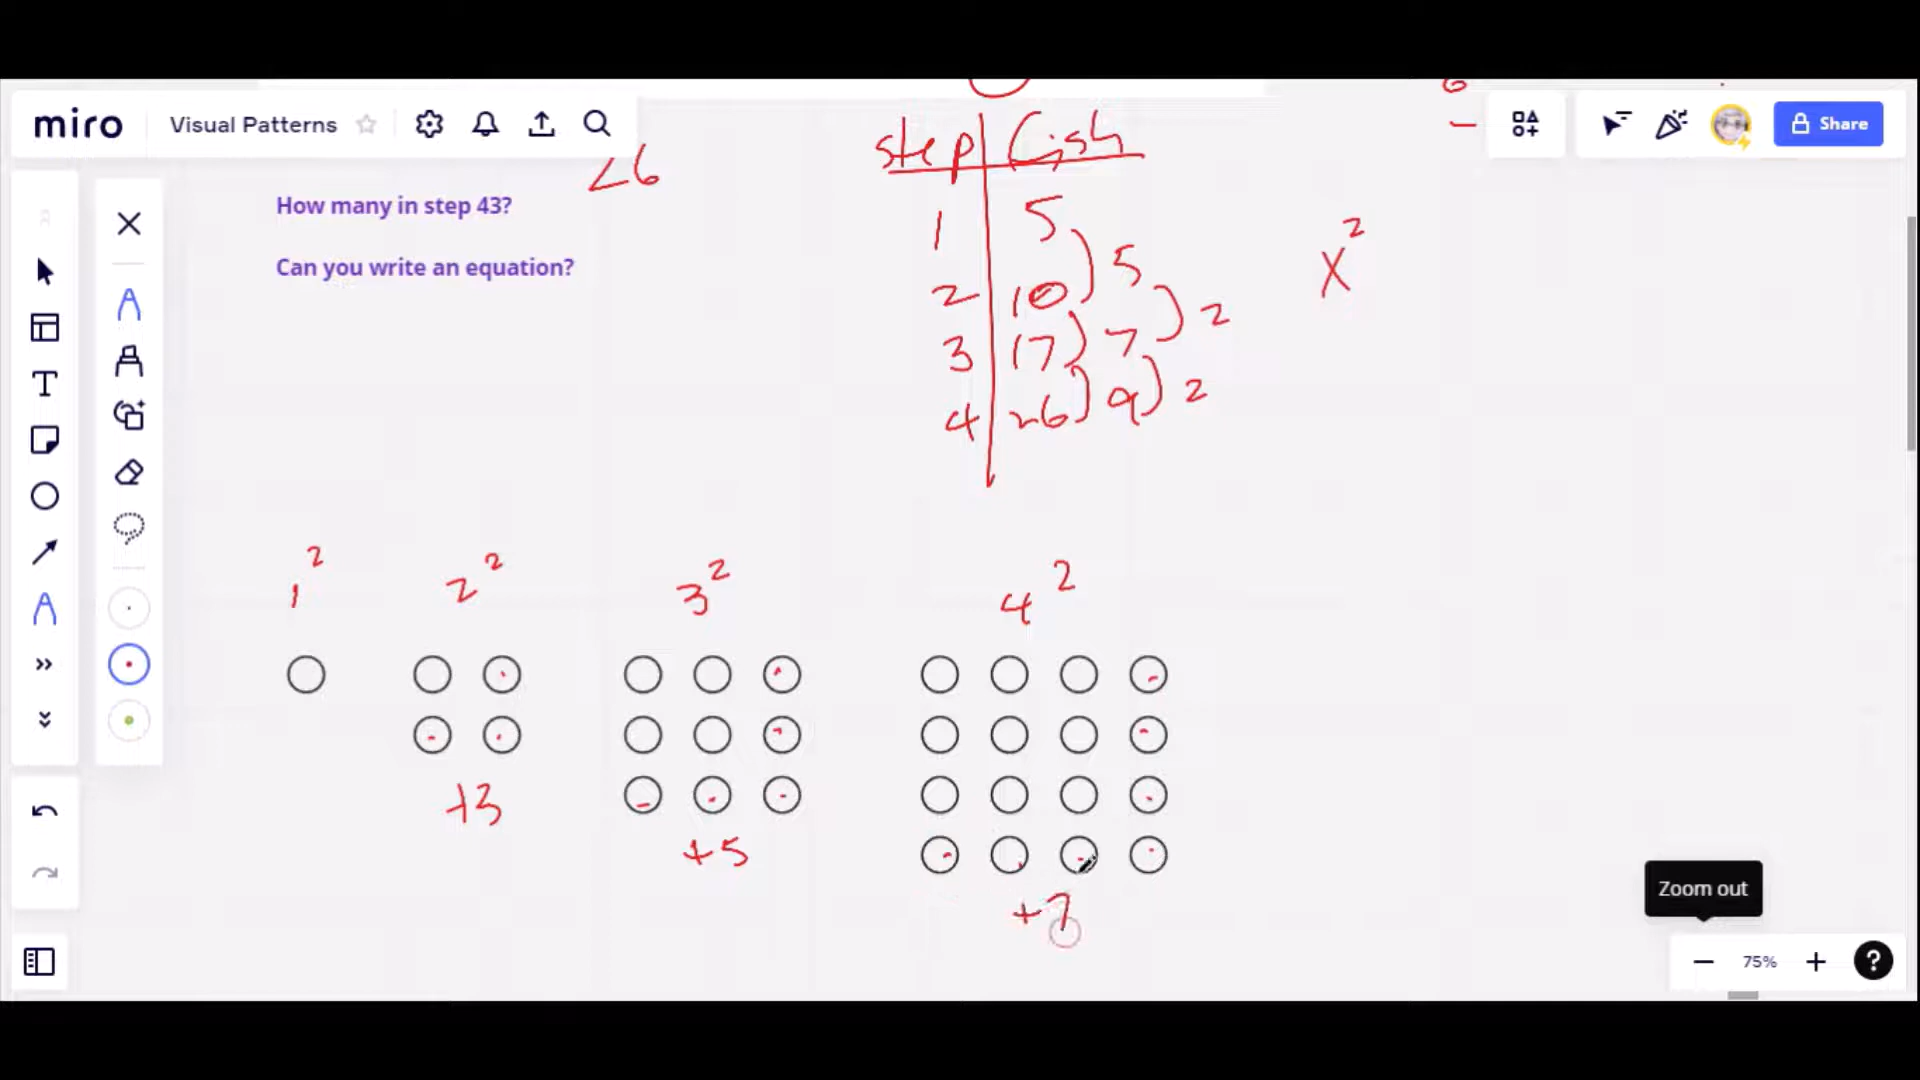 miro Visual Patterns Share
step fish
26
How many in step 43?
1 5
5
Can you write an equation?
x²
2 10
2
3 17 7
2
4 26 9
1² 2² 3² 4²
+3
+5
+7
Zoom out
75%